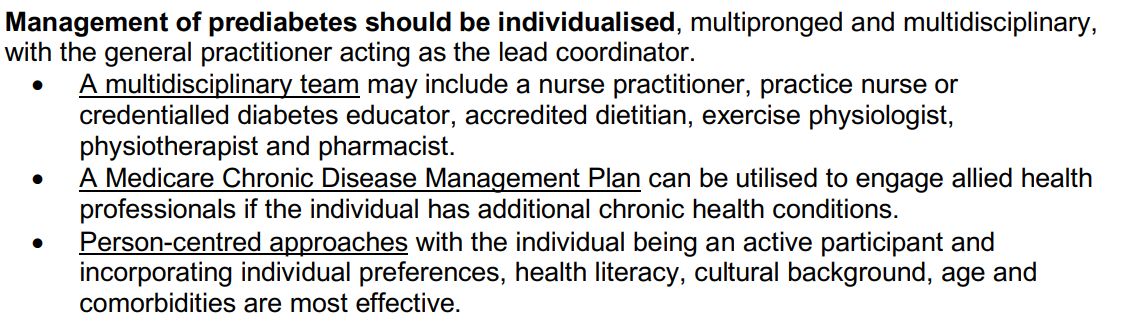 Management of prediabetes should be individualised, multipronged and multidisciplinary,
with the general practitioner acting as the lead coordinator.
• A multidisciplinary team may include a nurse practitioner, practice nurse or
credentialled diabetes educator, accredited dietitian, exercise physiologist,
physiotherapist and pharmacist.
• A Medicare Chronic Disease Management Plan can be utilised to engage allied health
professionals if the individual has additional chronic health conditions.
• Person-centred approaches with the individual being an active participant and
incorporating individual preferences, health literacy, cultural background, age and
comorbidities are most effective.